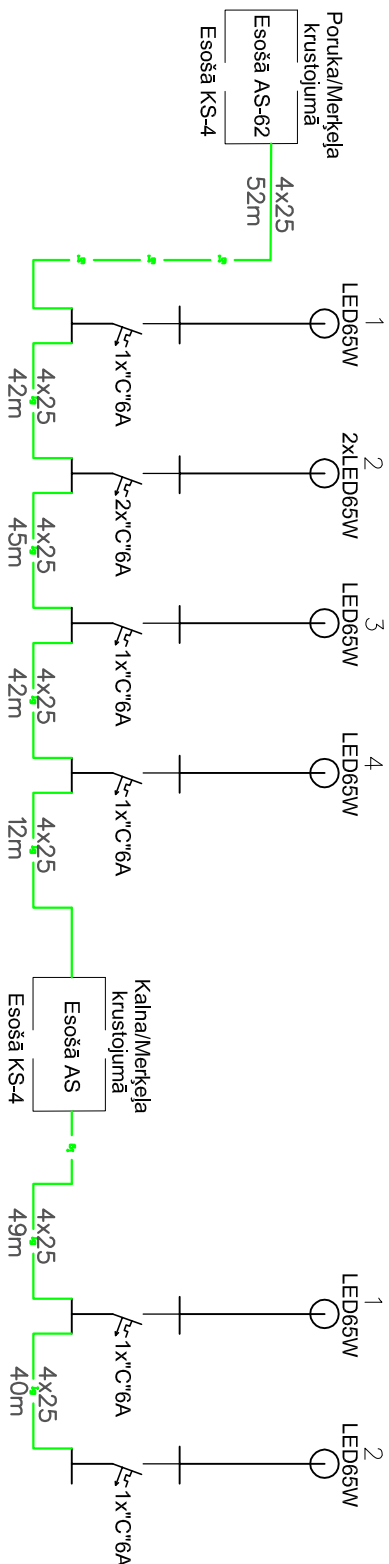 Poruka/Merķeļa
krustojumā
Esošā AS-62
Esošā KS-4
4x25
52m
1
LED65W
1x"C"6A
4x25
42m
2
2xLED65W
2x"C"6A
4x25
45m
3
LED65W
1x"C"6A
4x25
42m
4
LED65W
1x"C"6A
4x25
12m
Kalna/Merķeļa
krustojumā
Esošā AS
Esošā KS-4
4x25
49m
1
LED65W
1x"C"6A
4x25
40m
2
LED65W
1x"C"6A